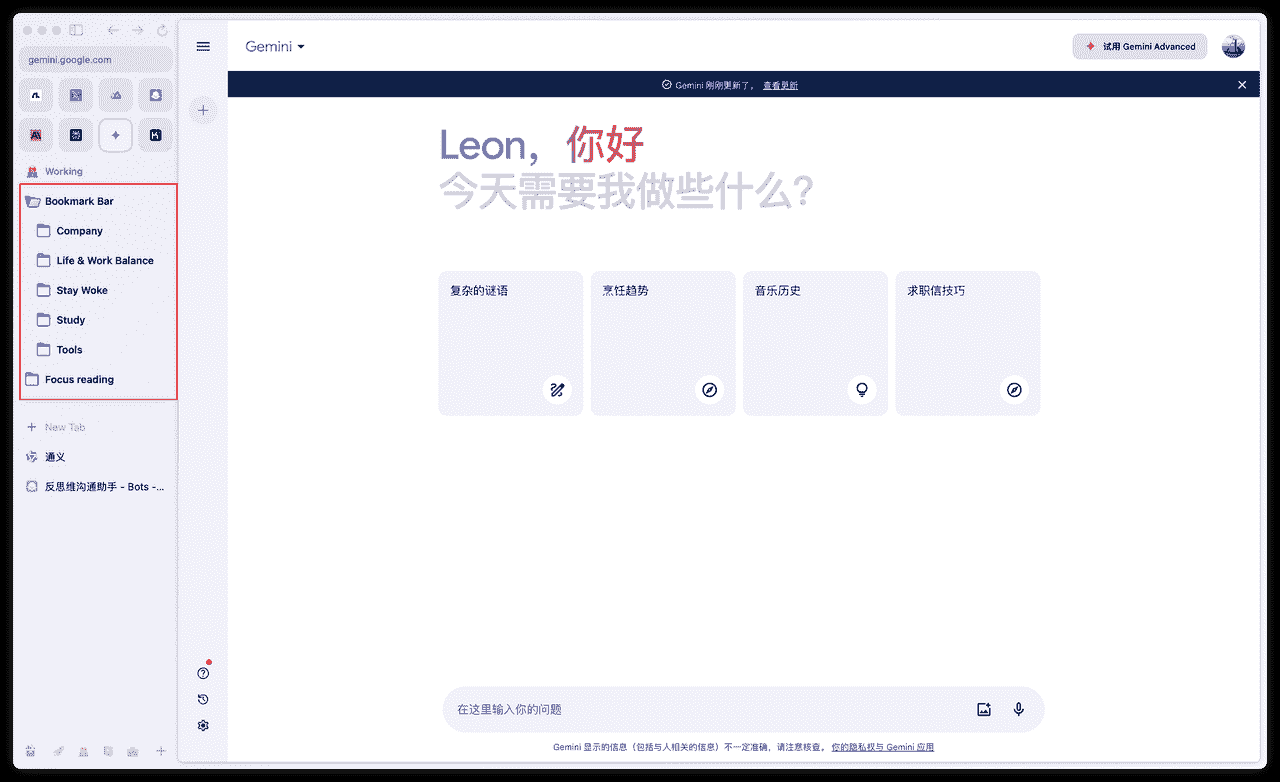 gemini.google.com
Working
Bookmark Bar
Company
Life & Work Balance
Stay Woke
Study
Tools
Focus reading
New Tab
通义
反思维沟通助手 - Bots -...
Gemini
试用 Gemini Advanced
Gemini 刚刚更新了。 查看更新
Leon，你好
今天需要我做些什么？
复杂的谜语
烹饪趋势
音乐历史
求职信技巧
在这里输入你的问题
Gemini 显示的信息（包括与人相关的信息）不一定准确，请注意核查。 你的隐私权与 Gemini 应用